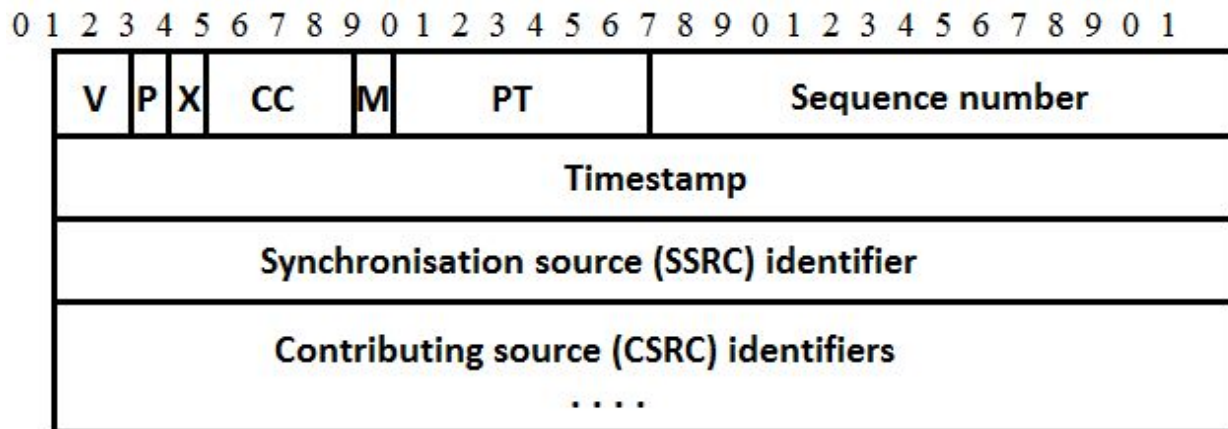 0 1 2 3 4 5 6 7 8 9 0 1 2 3 4 5 6 7 8 9 0 1 2 3 4 5 6 7 8 9 0 1
V P X CC M PT Sequence number
Timestamp
Synchronisation source (SSRC) identifier
Contributing source (CSRC) identifiers
. . . .